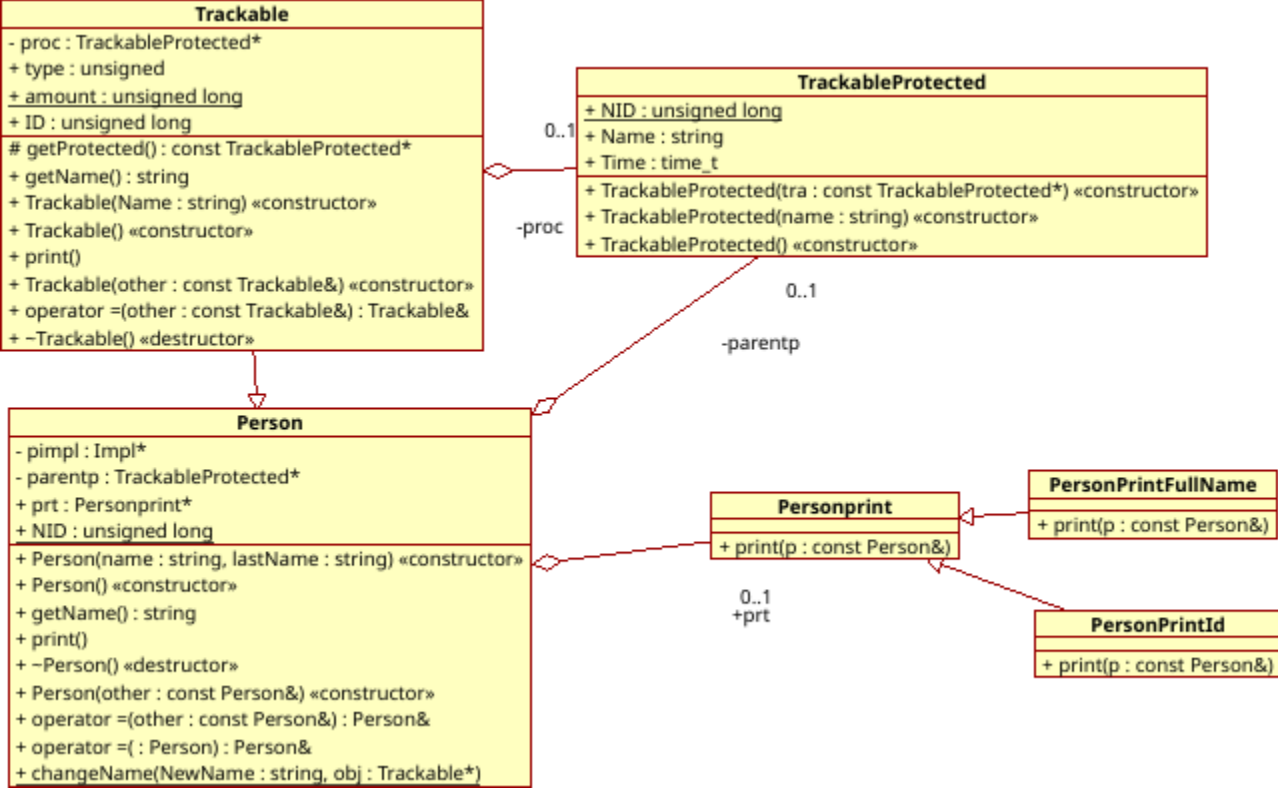 Trackable
- proc : TrackableProtected*
+ type : unsigned
+ amount : unsigned long
+ ID : unsigned long
# getProtected() : const TrackableProtected*
+ getName() : string
+ Trackable(Name : string) «constructor»
+ Trackable() «constructor»
+ print()
+ Trackable(other : const Trackable&) «constructor»
+ operator =(other : const Trackable&) : Trackable&
+ ~Trackable() «destructor»
0..1
-proc
TrackableProtected
+ NID : unsigned long
+ Name : string
+ Time : time_t
+ TrackableProtected(tra : const TrackableProtected*) «constructor»
+ TrackableProtected(name : string) «constructor»
+ TrackableProtected() «constructor»
0..1
-parentp
Person
- pimpl : Impl*
- parentp : TrackableProtected*
+ prt : Personprint*
+ NID : unsigned long
+ Person(name : string, lastName : string) «constructor»
+ Person() «constructor»
+ getName() : string
+ print()
+ ~Person() «destructor»
+ Person(other : const Person&) «constructor»
+ operator =(other : const Person&) : Person&
+ operator =( : Person) : Person&
+ changeName(NewName : string, obj : Trackable*)
Personprint
+ print(p : const Person&)
0..1
+prt
PersonPrintFullName
+ print(p : const Person&)
PersonPrintId
+ print(p : const Person&)